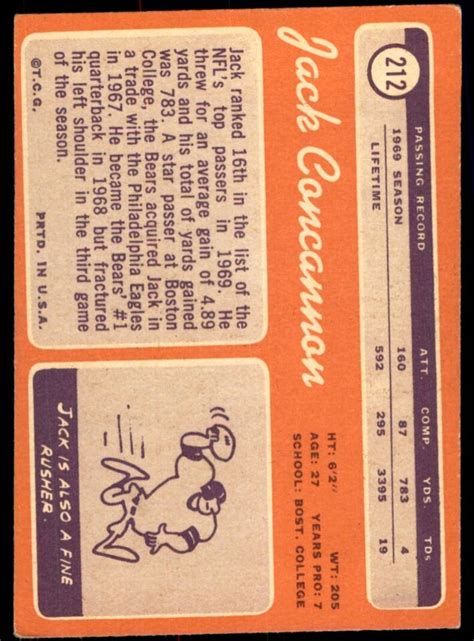 212
PASSING RECORD ATT. COMP. YDS TDs
1969 SEASON 160 87 783 4
LIFETIME 592 295 3395 19
Jack Concannon
HT: 6'2" WT: 205
AGE: 27 YEARS PRO: 7
SCHOOL: BOST. COLLEGE
Jack ranked 16th in the list of the
NFL's top passers in 1969. He
threw for an average gain of 4.89
yards and his total of yards gained
was 783. A star passer at Boston
College, the Bears acquired Jack in
a trade with the Philadelphia Eagles
in 1967. He became the Bears' #1
quarterback in 1968 but fractured
his left shoulder in the third game
of the season.
©T.C.G. PRTD. IN U.S.A.
JACK IS ALSO A FINE
RUSHER.